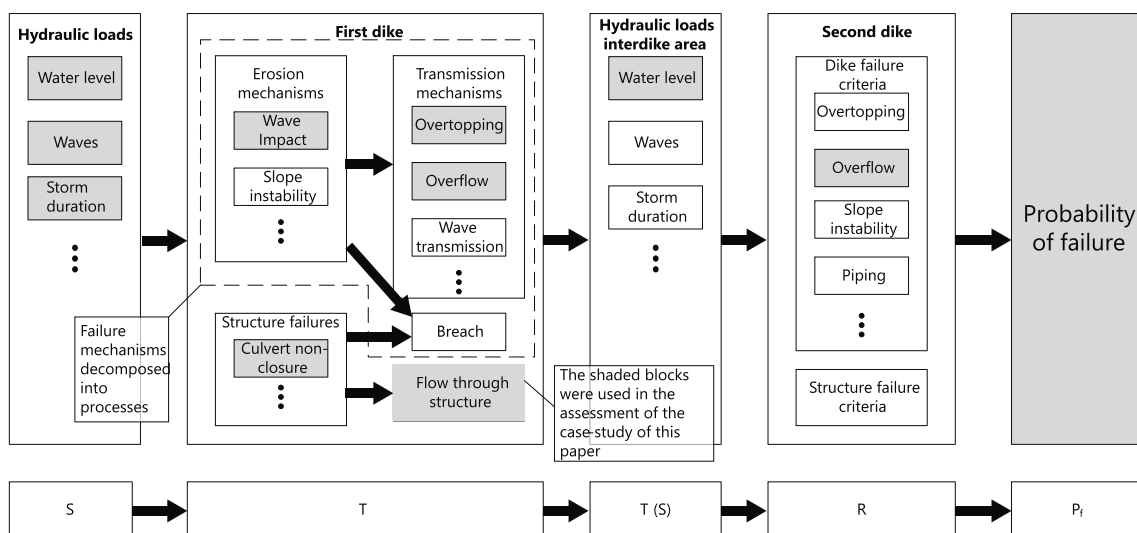 Hydraulic loads
Water level
Waves
Storm
duration
First dike
Erosion
mechanisms
Wave
Impact
Slope
instability
Transmission
mechanisms
Overtopping
Overflow
Wave
transmission
Breach
Structure failures
Culvert non-
closure
Flow through
structure
Failure
mechanisms
decomposed
into
processes
Hydraulic loads
interdike area
Water level
Waves
Storm
duration
The shaded blocks
were used in the
assessment of the
case-study of this
paper
Second dike
Dike failure
criteria
Overtopping
Overflow
Slope
instability
Piping
Structure failure
criteria
Probability
of failure
S
T
T (S)
R
Pf